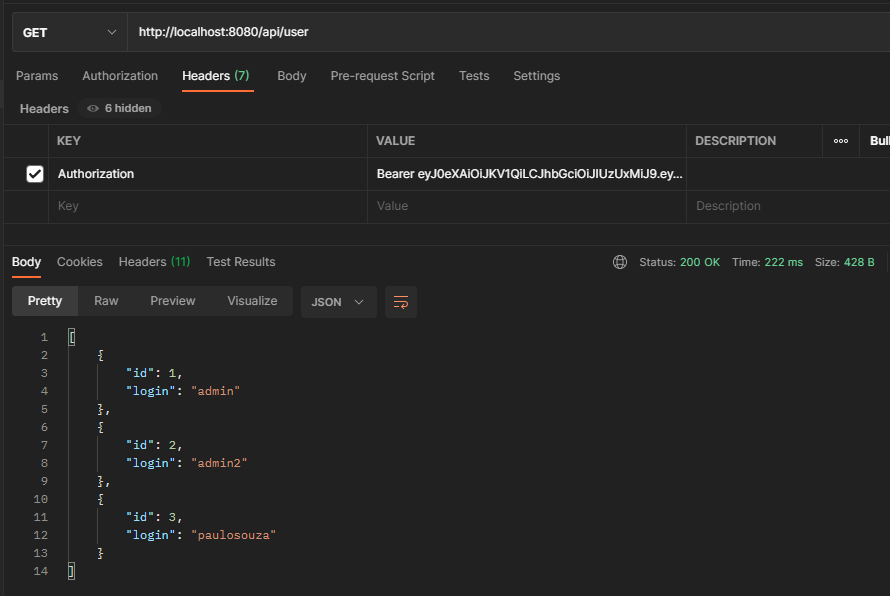 GET http://localhost:8080/api/user
Params Authorization Headers (7) Body Pre-request Script Tests Settings
Headers 6 hidden
KEY VALUE DESCRIPTION ooo Bul
Authorization Bearer eyJ0eXAiOiJKV1QiLCJhbGciOiJIUzUxMiJ9.ey...
Key Value Description
Body Cookies Headers (11) Test Results Status: 200 OK Time: 222 ms Size: 428 B
Pretty Raw Preview Visualize JSON
1 [
2 {
3 "id": 1,
4 "login": "admin"
5 },
6 {
7 "id": 2,
8 "login": "admin2"
9 },
10 {
11 "id": 3,
12 "login": "paulosouza"
13 }
14 ]